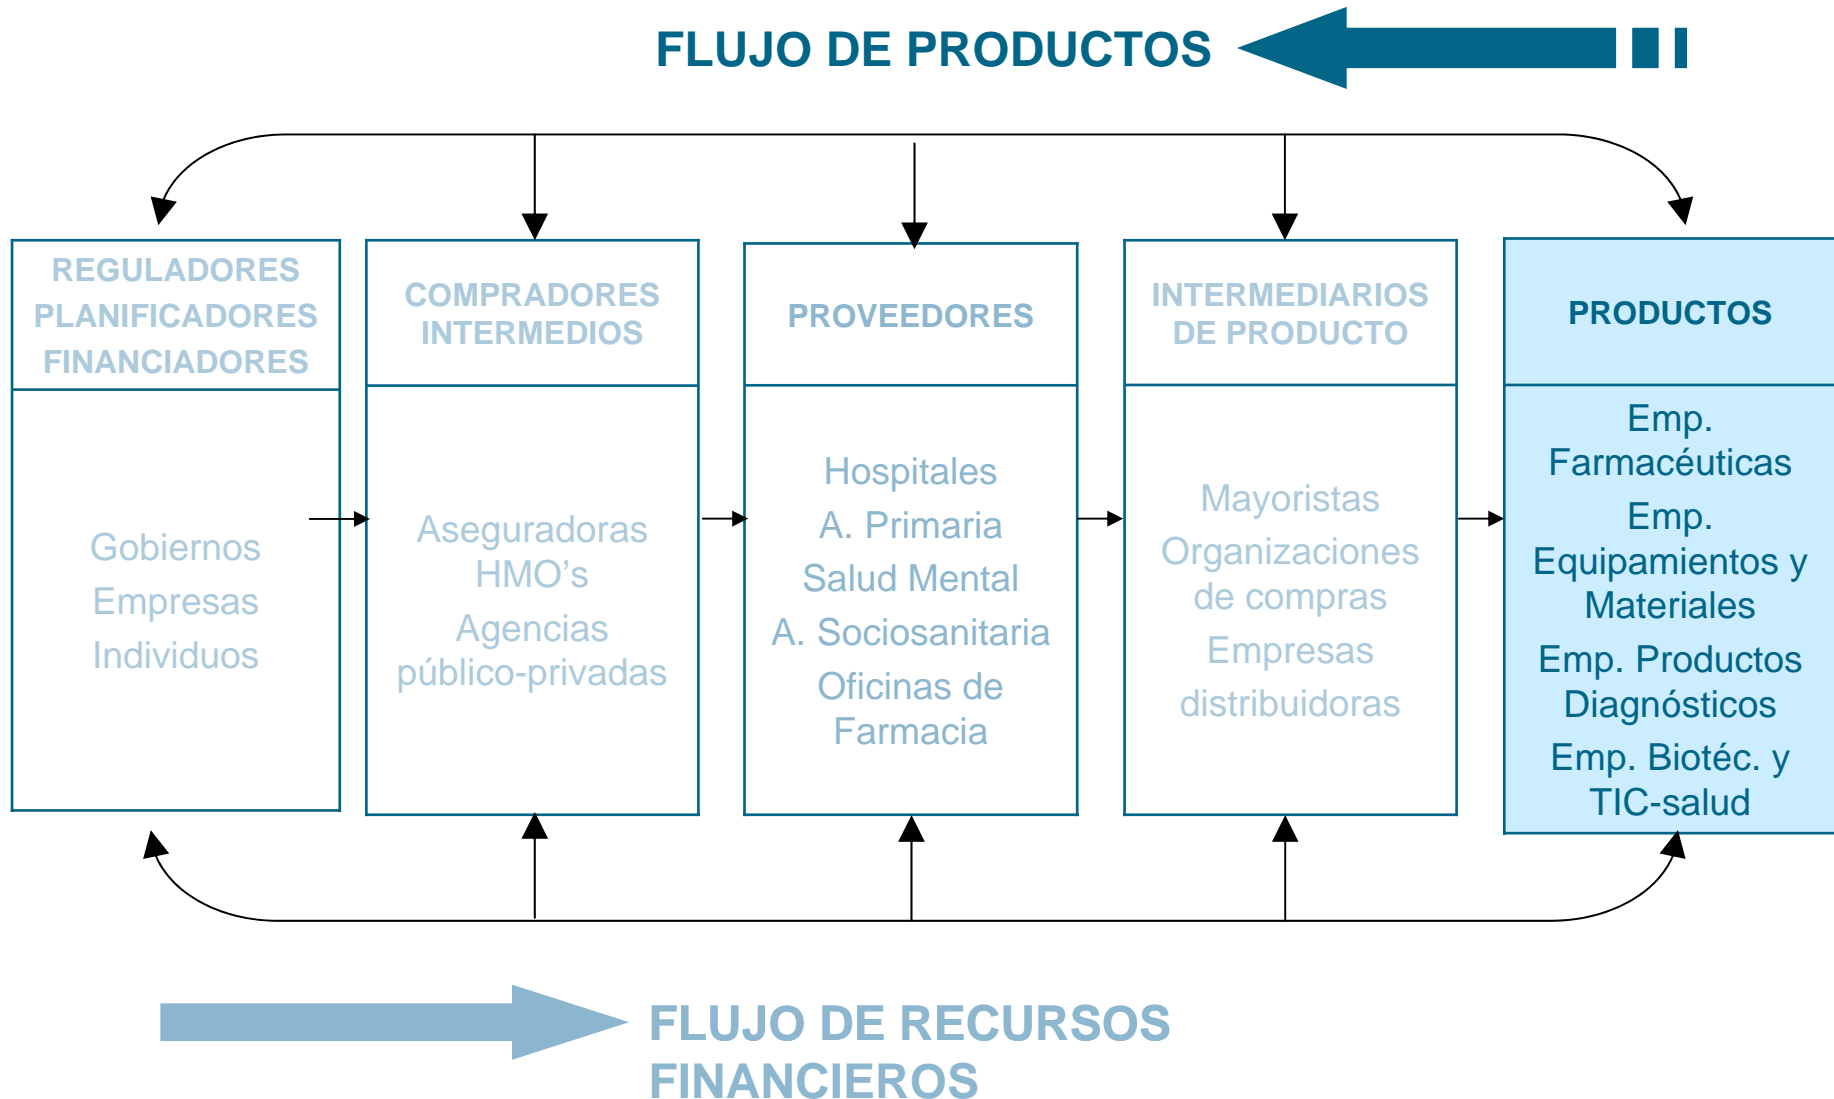 FLUJO DE PRODUCTOS
REGULADORES
PLANIFICADORES
FINANCIADORES
Gobiernos
Empresas
Individuos
COMPRADORES
INTERMEDIOS
Aseguradoras
HMO’s
Agencias
público-privadas
PROVEEDORES
Hospitales
A. Primaria
Salud Mental
A. Sociosanitaria
Oficinas de
Farmacia
INTERMEDIARIOS
DE PRODUCTO
Mayoristas
Organizaciones
de compras
Empresas
distribuidoras
PRODUCTOS
Emp.
Farmacéuticas
Emp.
Equipamientos y
Materiales
Emp. Productos
Diagnósticos
Emp. Biotéc. y
TIC-salud
FLUJO DE RECURSOS
FINANCIEROS